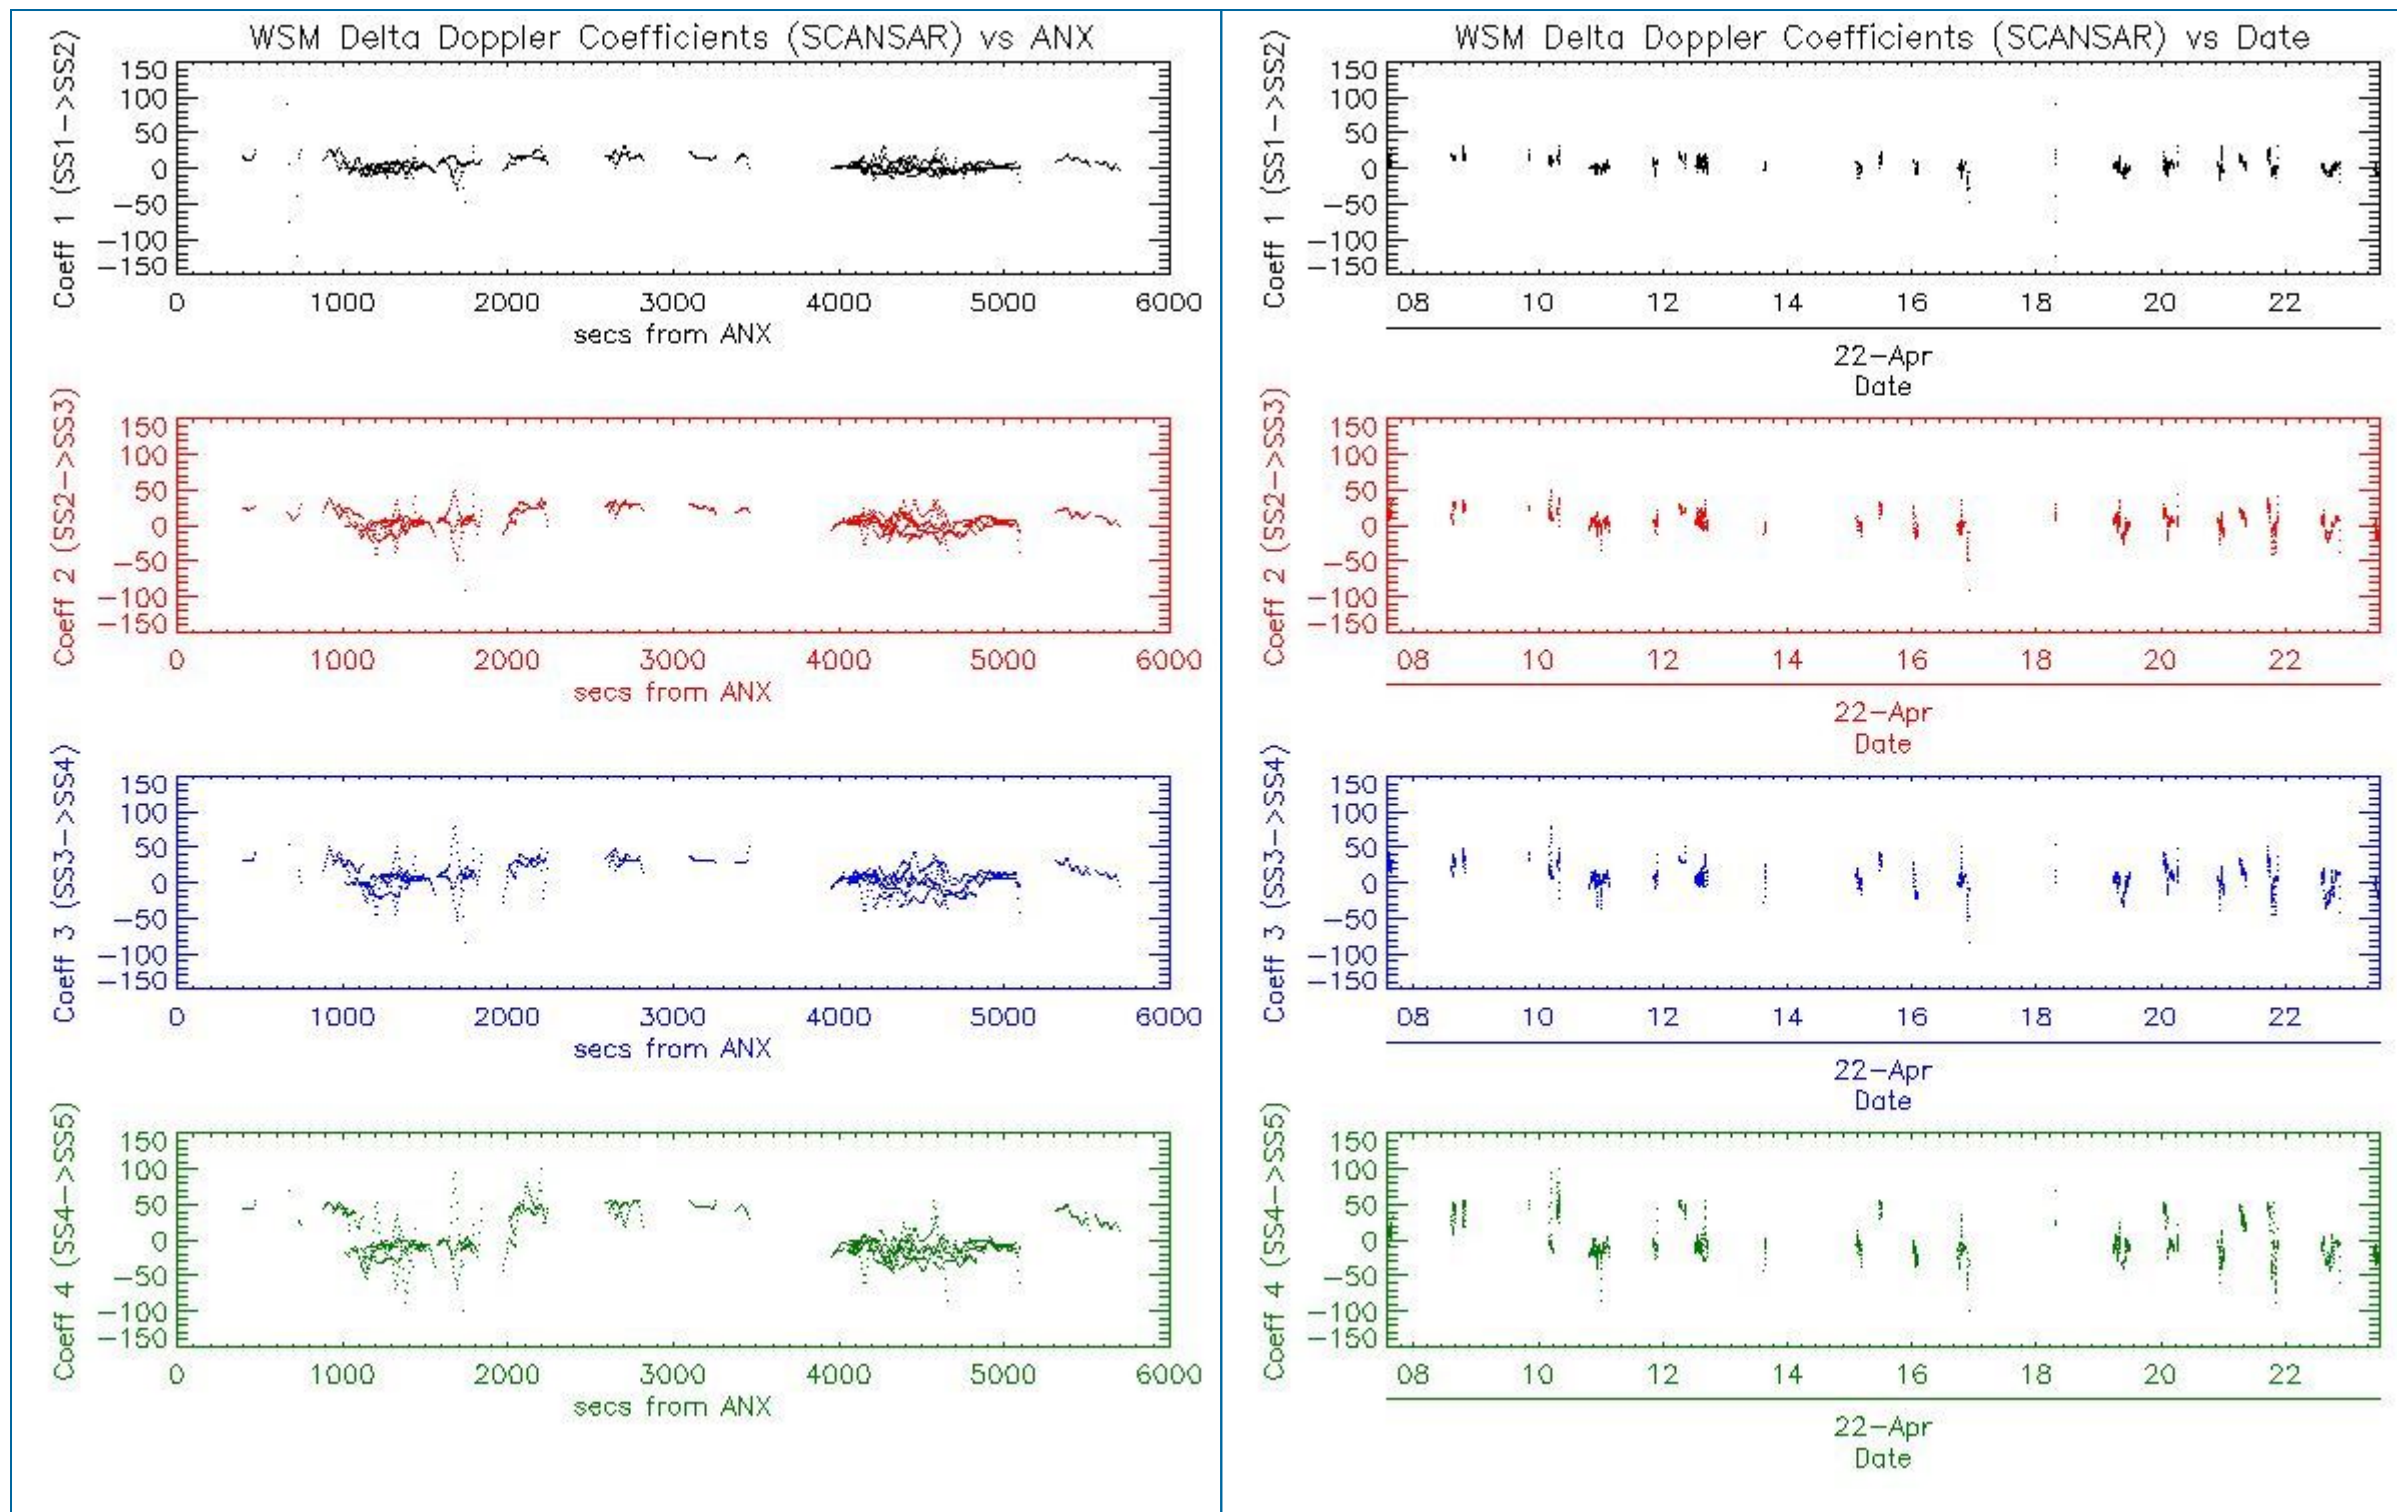 WSM Delta Doppler Coefficients (SCANSAR) vs ANX
Coeff 1 (SS1->SS2)
150
100
50
0
-50
-100
-150
0 1000 2000 3000 4000 5000 6000
secs from ANX
Coeff 2 (SS2->SS3)
150
100
50
0
-50
-100
-150
0 1000 2000 3000 4000 5000 6000
secs from ANX
Coeff 3 (SS3->SS4)
150
100
50
0
-50
-100
-150
0 1000 2000 3000 4000 5000 6000
secs from ANX
Coeff 4 (SS4->SS5)
150
100
50
0
-50
-100
-150
0 1000 2000 3000 4000 5000 6000
secs from ANX
WSM Delta Doppler Coefficients (SCANSAR) vs Date
Coeff 1 (SS1->SS2)
150
100
50
0
-50
-100
-150
08 10 12 14 16 18 20 22
22-Apr
Date
Coeff 2 (SS2->SS3)
150
100
50
0
-50
-100
-150
08 10 12 14 16 18 20 22
22-Apr
Date
Coeff 3 (SS3->SS4)
150
100
50
0
-50
-100
-150
08 10 12 14 16 18 20 22
22-Apr
Date
Coeff 4 (SS4->SS5)
150
100
50
0
-50
-100
-150
08 10 12 14 16 18 20 22
22-Apr
Date